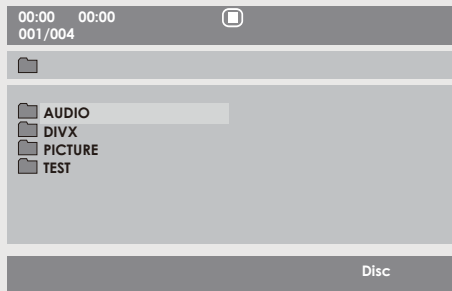 00:00 00:00
001/004
AUDIO
DIVX
PICTURE
TEST
Disc